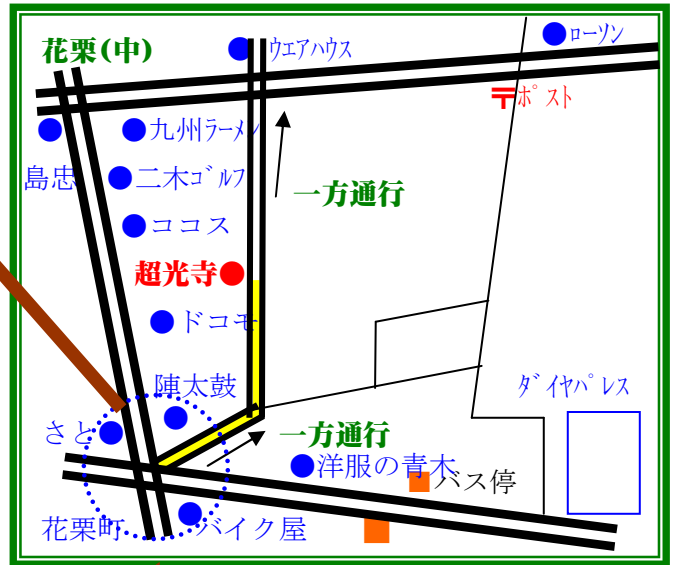 花栗(中)
ウエアハウス
ローソン
〒ポスト
島忠
九州ラーメン
二木ゴルフ
一方通行
ココス
超光寺
ドコモ
陣太鼓
ダイヤパレス
さと
一方通行
洋服の青木
バス停
花栗町
バイク屋